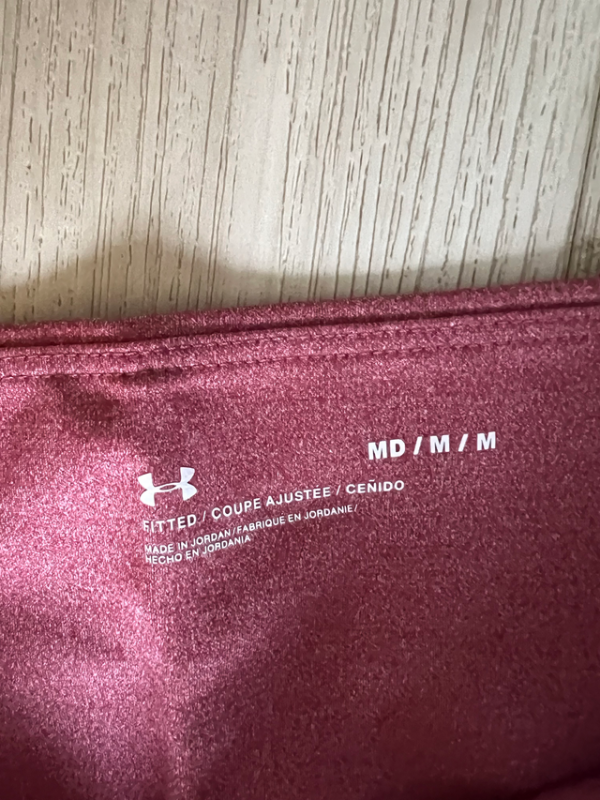 MD / M / M
FITTED / COUPE AJUSTEE / CEÑIDO
MADE IN JORDAN / FABRIQUE EN JORDANIE /
HECHO EN JORDANIA